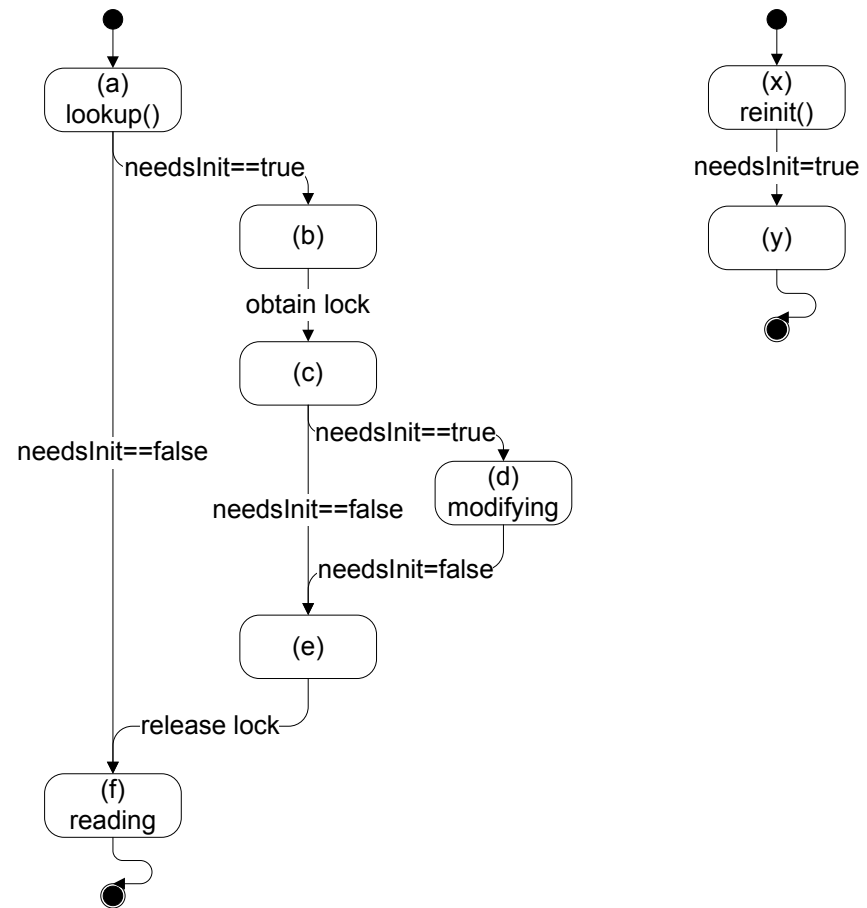 (a)
lookup()
needsInit==true
(b)
obtain lock
(c)
needsInit==true
needsInit==false
(d)
modifying
needsInit==false
needsInit=false
(e)
release lock
(f)
reading
(x)
reinit()
needsInit=true
(y)